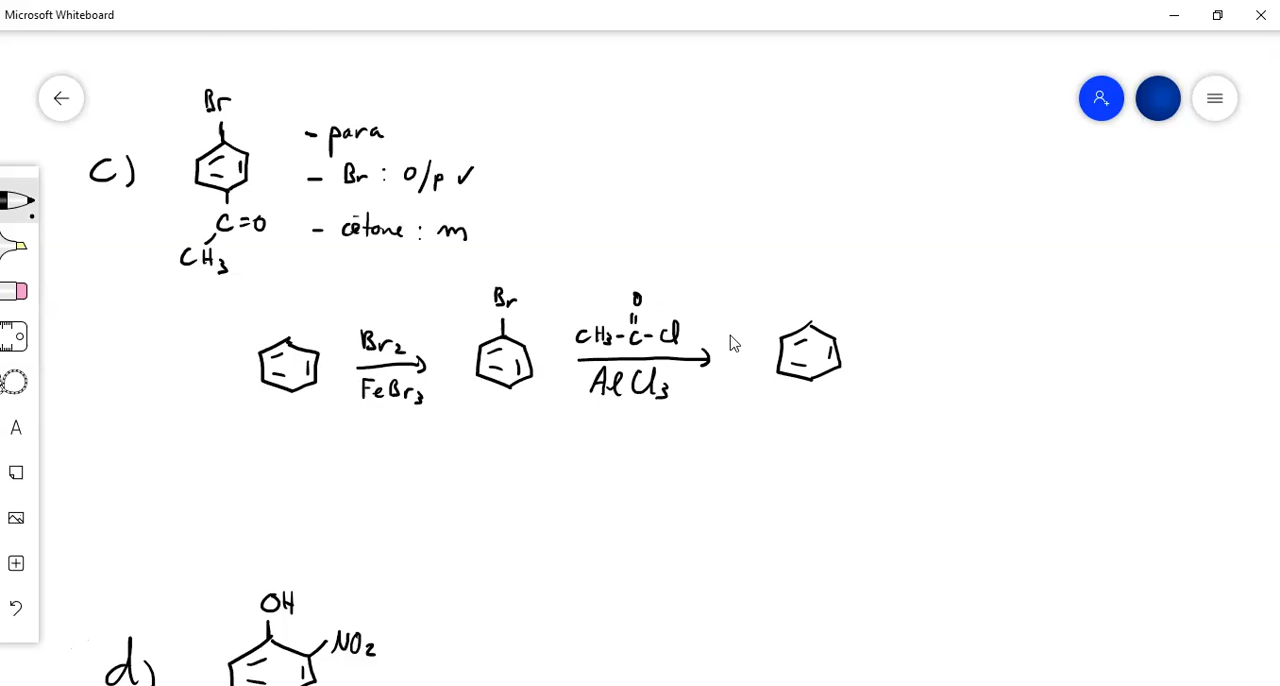 Microsoft Whiteboard
Br
- para
c)
- Br : o/p ✓
C=O
- cétone : m
CH3
Br
O
Br2
CH3-C-Cl
FeBr3
AlCl3
OH
NO2
d)
A